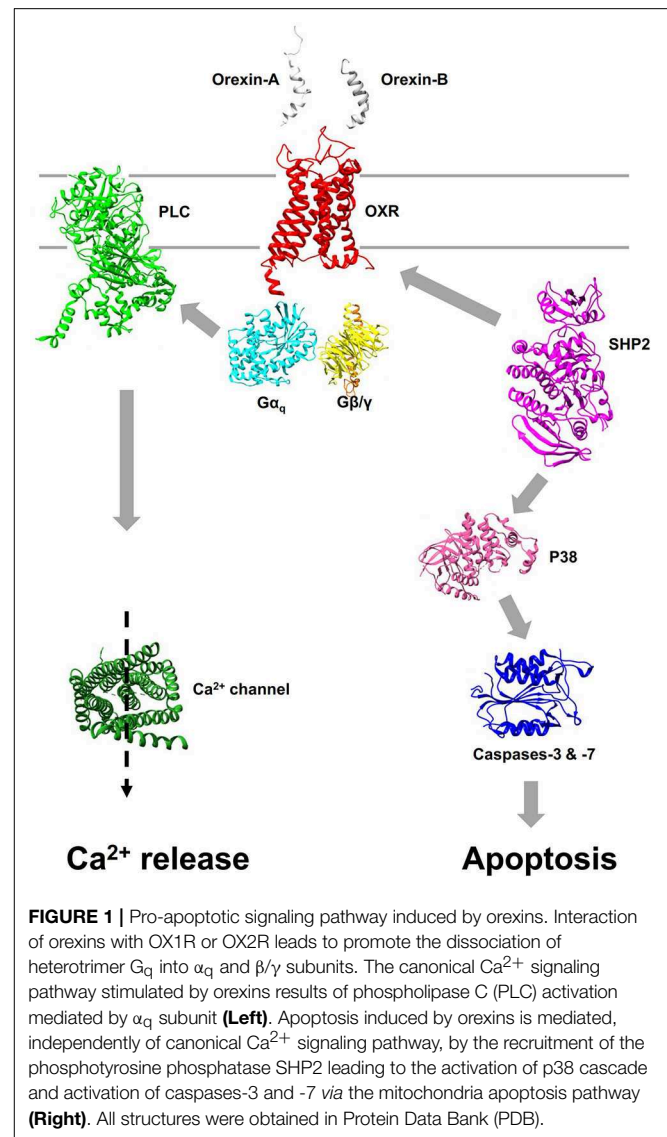 Orexin-A
Orexin-B
PLC
OXR
SHP2
Gαq
Gβ/γ
P38
Ca²⁺ channel
Caspases-3 & -7
Ca²⁺ release
Apoptosis
FIGURE 1 | Pro-apoptotic signaling pathway induced by orexins. Interaction
of orexins with OX1R or OX2R leads to promote the dissociation of
heterotrimer Gq into αq and β/γ subunits. The canonical Ca²⁺ signaling
pathway stimulated by orexins results of phospholipase C (PLC) activation
mediated by αq subunit (Left). Apoptosis induced by orexins is mediated,
independently of canonical Ca²⁺ signaling pathway, by the recruitment of the
phosphotyrosine phosphatase SHP2 leading to the activation of p38 cascade
and activation of caspases-3 and -7 via the mitochondria apoptosis pathway
(Right). All structures were obtained in Protein Data Bank (PDB).